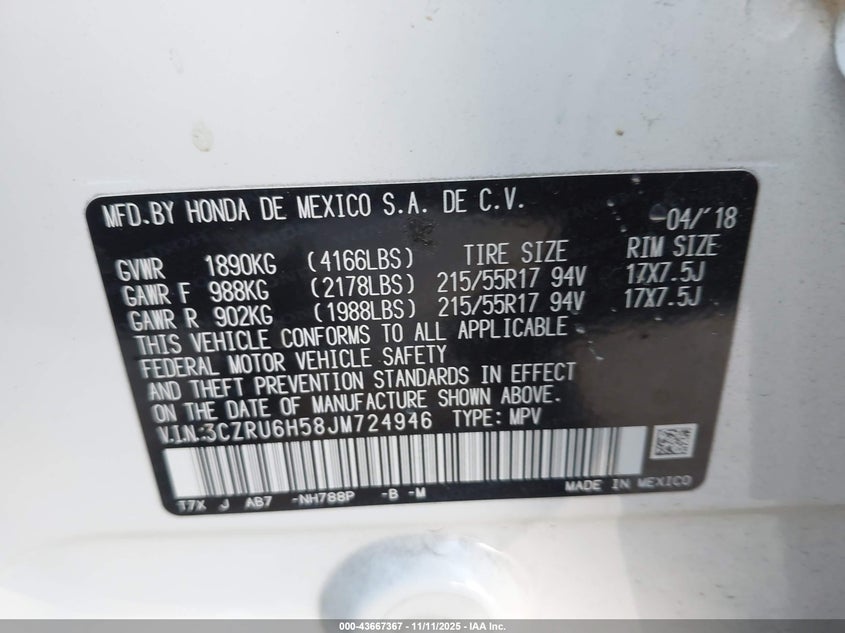 MFD.BY HONDA DE MEXICO S.A. DE C.V. 04/'18
GVWR 1890KG (4166LBS) TIRE SIZE RIM SIZE
GAWR F 988KG (2178LBS) 215/55R17 94V 17X7.5J
GAWR R 902KG (1988LBS) 215/55R17 94V 17X7.5J
THIS VEHICLE CONFORMS TO ALL APPLICABLE
FEDERAL MOTOR VEHICLE SAFETY
AND THEFT PREVENTION STANDARDS IN EFFECT
ON THE DATE OF MANUFACTURE SHOWN ABOVE.
V.I.N:3CZRU6H58JM724946 TYPE: MPV
T7X J AB7 -NH788P -B -M MADE IN MEXICO
000-43667367 - 11/11/2025 - IAA Inc.